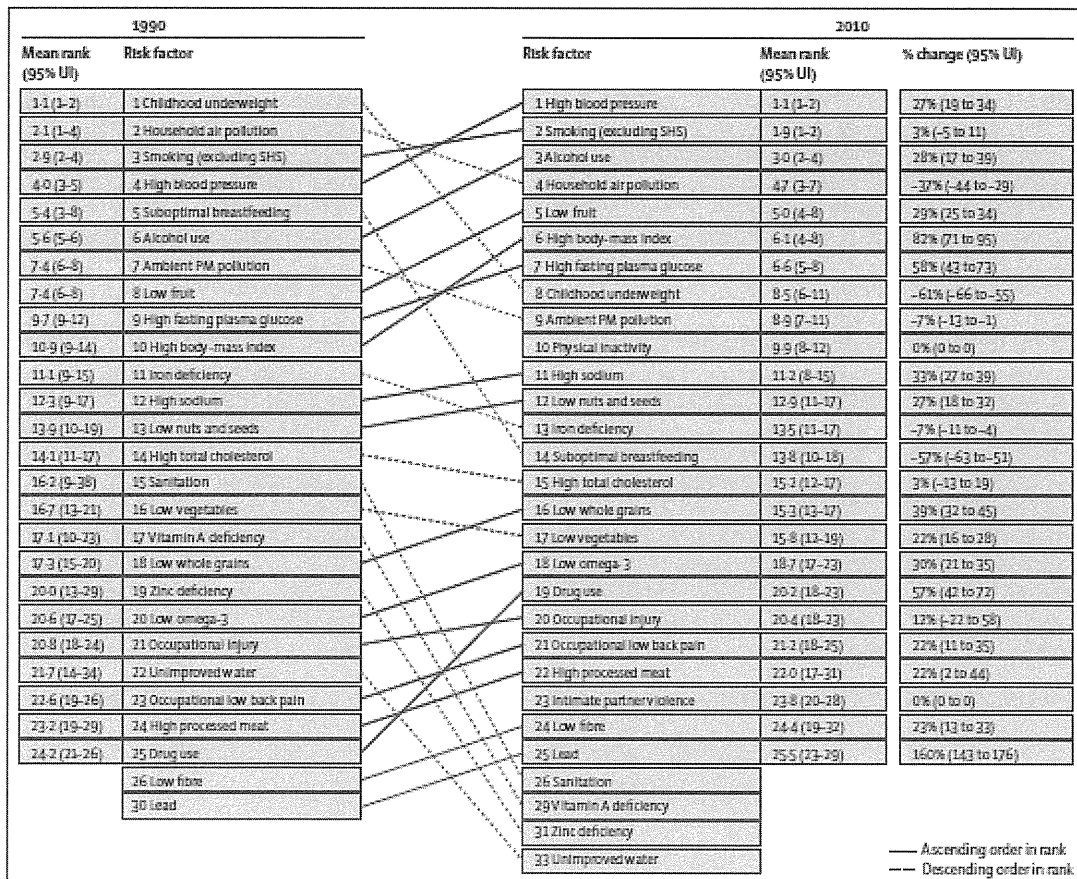 1990
2010
Mean rank (95% UI) Risk factor
Risk factor Mean rank (95% UI) % change (95% UI)
1·1 (1–2) 1 Childhood underweight 1 High blood pressure 1·1 (1–2) 27% (19 to 34)
2·1 (1–4) 2 Household air pollution 2 Smoking (excluding SHS) 1·9 (1–2) 3% (–5 to 11)
2·9 (2–4) 3 Smoking (excluding SHS) 3 Alcohol use 3·0 (2–4) 28% (17 to 39)
4·0 (3–5) 4 High blood pressure 4 Household air pollution 4·7 (3–7) –37% (–44 to –29)
5·4 (3–8) 5 Suboptimal breastfeeding 5 Low fruit 5·0 (4–8) 29% (25 to 34)
5·6 (5–6) 6 Alcohol use 6 High body-mass index 6·1 (4–8) 82% (71 to 95)
7·4 (6–8) 7 Ambient PM pollution 7 High fasting plasma glucose 6·6 (5–8) 58% (43 to 73)
7·4 (6–8) 8 Low fruit 8 Childhood underweight 8·5 (6–11) –61% (–66 to –55)
9·7 (9–12) 9 High fasting plasma glucose 9 Ambient PM pollution 8·9 (7–11) –7% (–13 to –1)
10·9 (9–14) 10 High body-mass index 10 Physical inactivity 9·9 (8–12) 0% (0 to 0)
11·1 (9–15) 11 Iron deficiency 11 High sodium 11·2 (8–15) 33% (27 to 39)
12·3 (9–17) 12 High sodium 12 Low nuts and seeds 12·9 (11–17) 27% (18 to 32)
13·9 (10–19) 13 Low nuts and seeds 13 Iron deficiency 13·5 (11–17) –7% (–11 to –4)
14·1 (11–17) 14 High total cholesterol 14 Suboptimal breastfeeding 13·8 (10–18) –57% (–63 to –51)
16·2 (9–38) 15 Sanitation 15 High total cholesterol 15·2 (12–17) 3% (–13 to 19)
16·7 (13–21) 16 Low vegetables 16 Low whole grains 15·3 (13–17) 39% (32 to 45)
17·1 (10–23) 17 Vitamin A deficiency 17 Low vegetables 15·8 (12–19) 22% (16 to 28)
17·3 (15–20) 18 Low whole grains 18 Low omega-3 18·7 (17–23) 30% (21 to 35)
20·0 (13–29) 19 Zinc deficiency 19 Drug use 20·2 (18–23) 57% (42 to 72)
20·6 (17–25) 20 Low omega-3 20 Occupational injury 20·4 (18–23) 12% (–22 to 58)
20·8 (18–24) 21 Occupational injury 21 Occupational low back pain 21·2 (18–25) 22% (11 to 35)
21·7 (14–34) 22 Unimproved water 22 High processed meat 22·0 (17–31) 22% (2 to 44)
22·6 (19–26) 23 Occupational low back pain 23 Intimate partner violence 23·8 (20–28) 0% (0 to 0)
23·2 (19–29) 24 High processed meat 24 Low fibre 24·4 (19–32) 23% (13 to 33)
24·2 (21–26) 25 Drug use 25 Lead 25·5 (23–29) 160% (143 to 176)
26 Low fibre 26 Sanitation
30 Lead 29 Vitamin A deficiency
31 Zinc deficiency
33 Unimproved water
Ascending order in rank
Descending order in rank